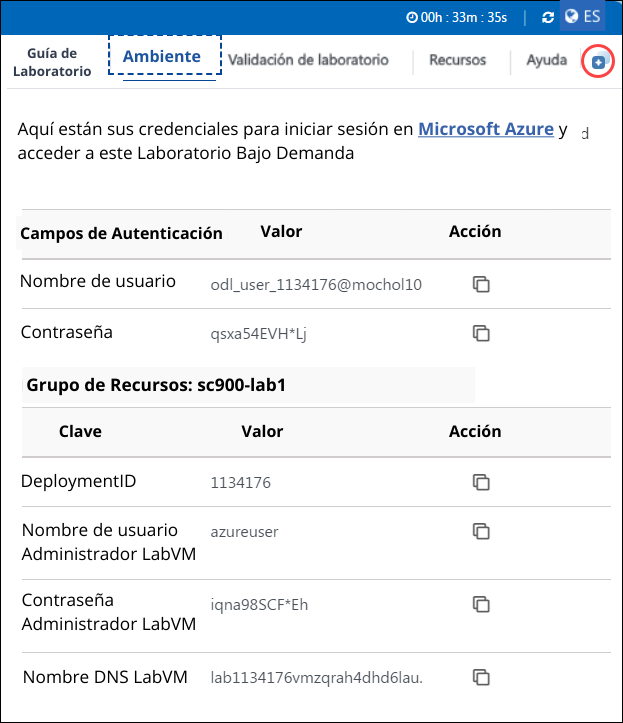 00h : 33m : 35s ES
Guía de
Laboratorio
Ambiente
Validación de laboratorio
Recursos
Ayuda
Aquí están sus credenciales para iniciar sesión en Microsoft Azure y d
acceder a este Laboratorio Bajo Demanda
Campos de Autenticación Valor Acción
Nombre de usuario odl_user_1134176@mochol10
Contraseña qsxa54EVH*Lj
Grupo de Recursos: sc900-lab1
Clave Valor Acción
DeploymentID 1134176
Nombre de usuario azureuser
Administrador LabVM
Contraseña iqna98SCF*Eh
Administrador LabVM
Nombre DNS LabVM lab1134176vmzqrah4dhd6lau.